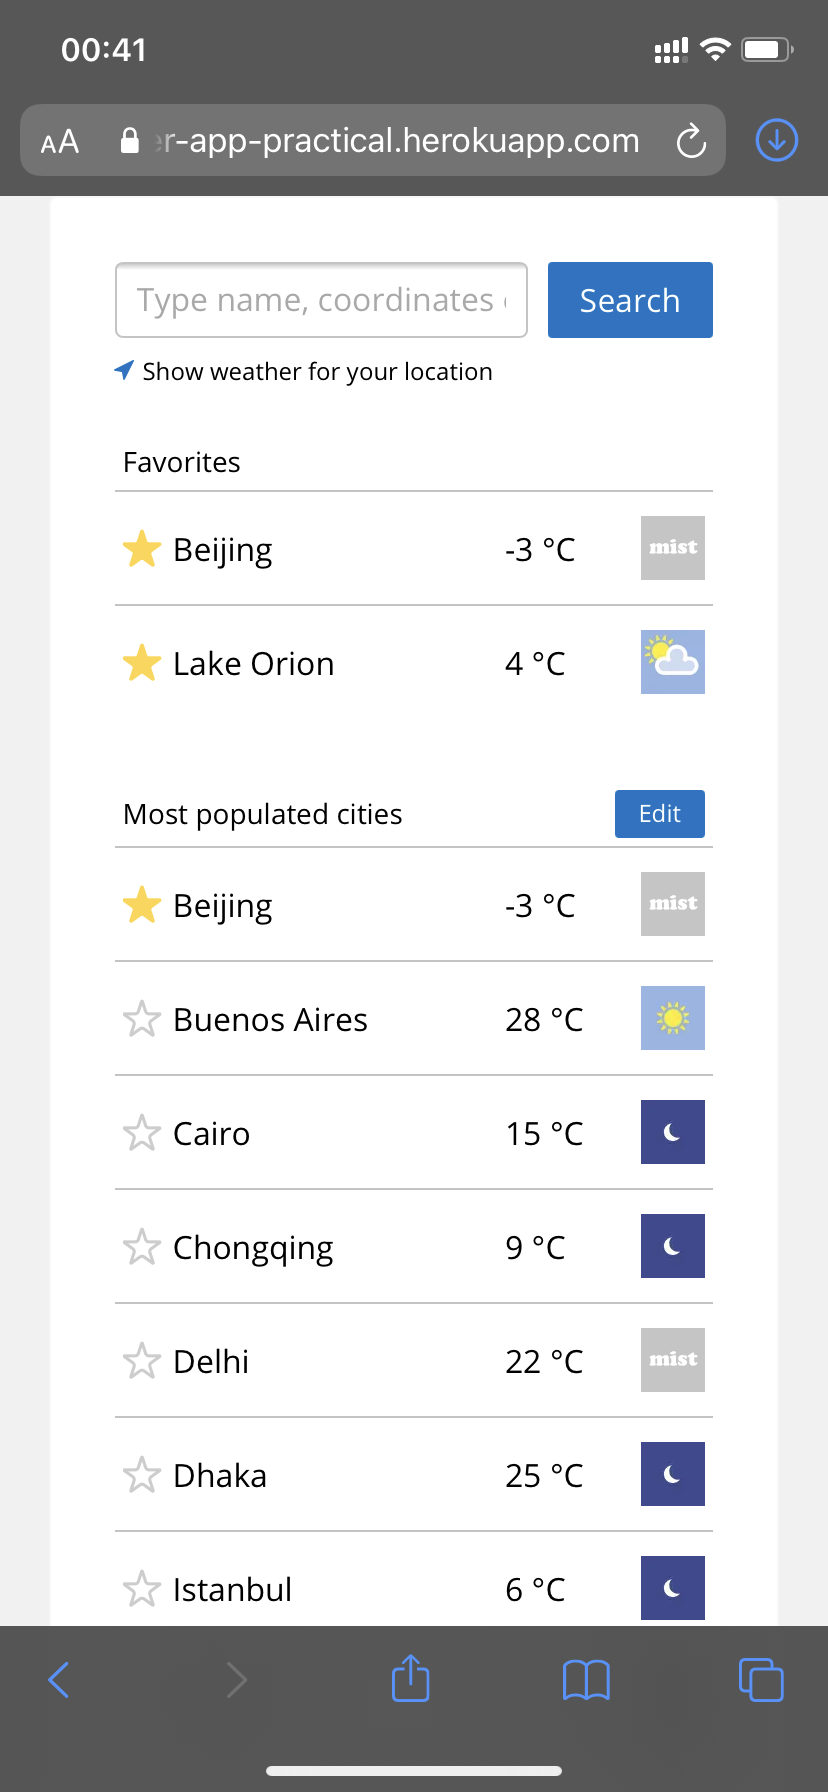 00:41
AA r-app-practical.herokuapp.com
Type name, coordinates
Search
Show weather for your location
Favorites
Beijing -3 °C mist
Lake Orion 4 °C
Most populated cities Edit
Beijing -3 °C mist
Buenos Aires 28 °C
Cairo 15 °C
Chongqing 9 °C
Delhi 22 °C mist
Dhaka 25 °C
Istanbul 6 °C